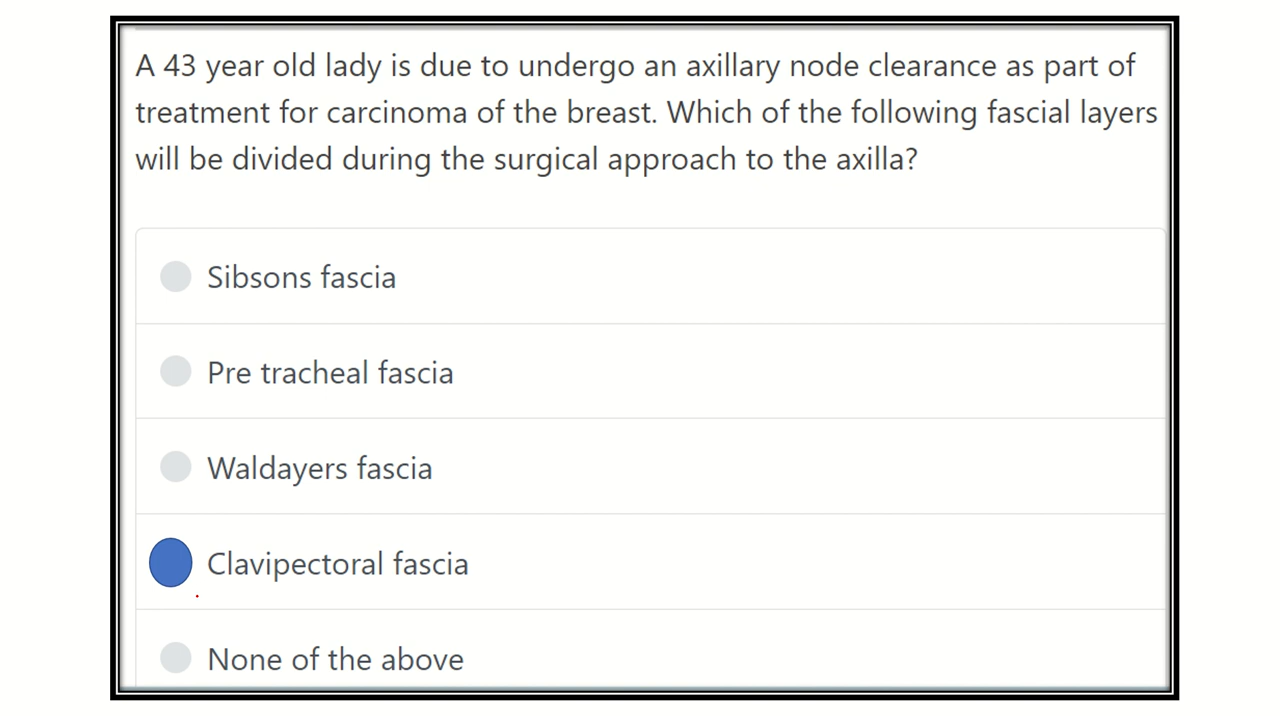 A 43 year old lady is due to undergo an axillary node clearance as part of
treatment for carcinoma of the breast. Which of the following fascial layers
will be divided during the surgical approach to the axilla?
Sibsons fascia
Pre tracheal fascia
Waldayers fascia
Clavipectoral fascia
None of the above